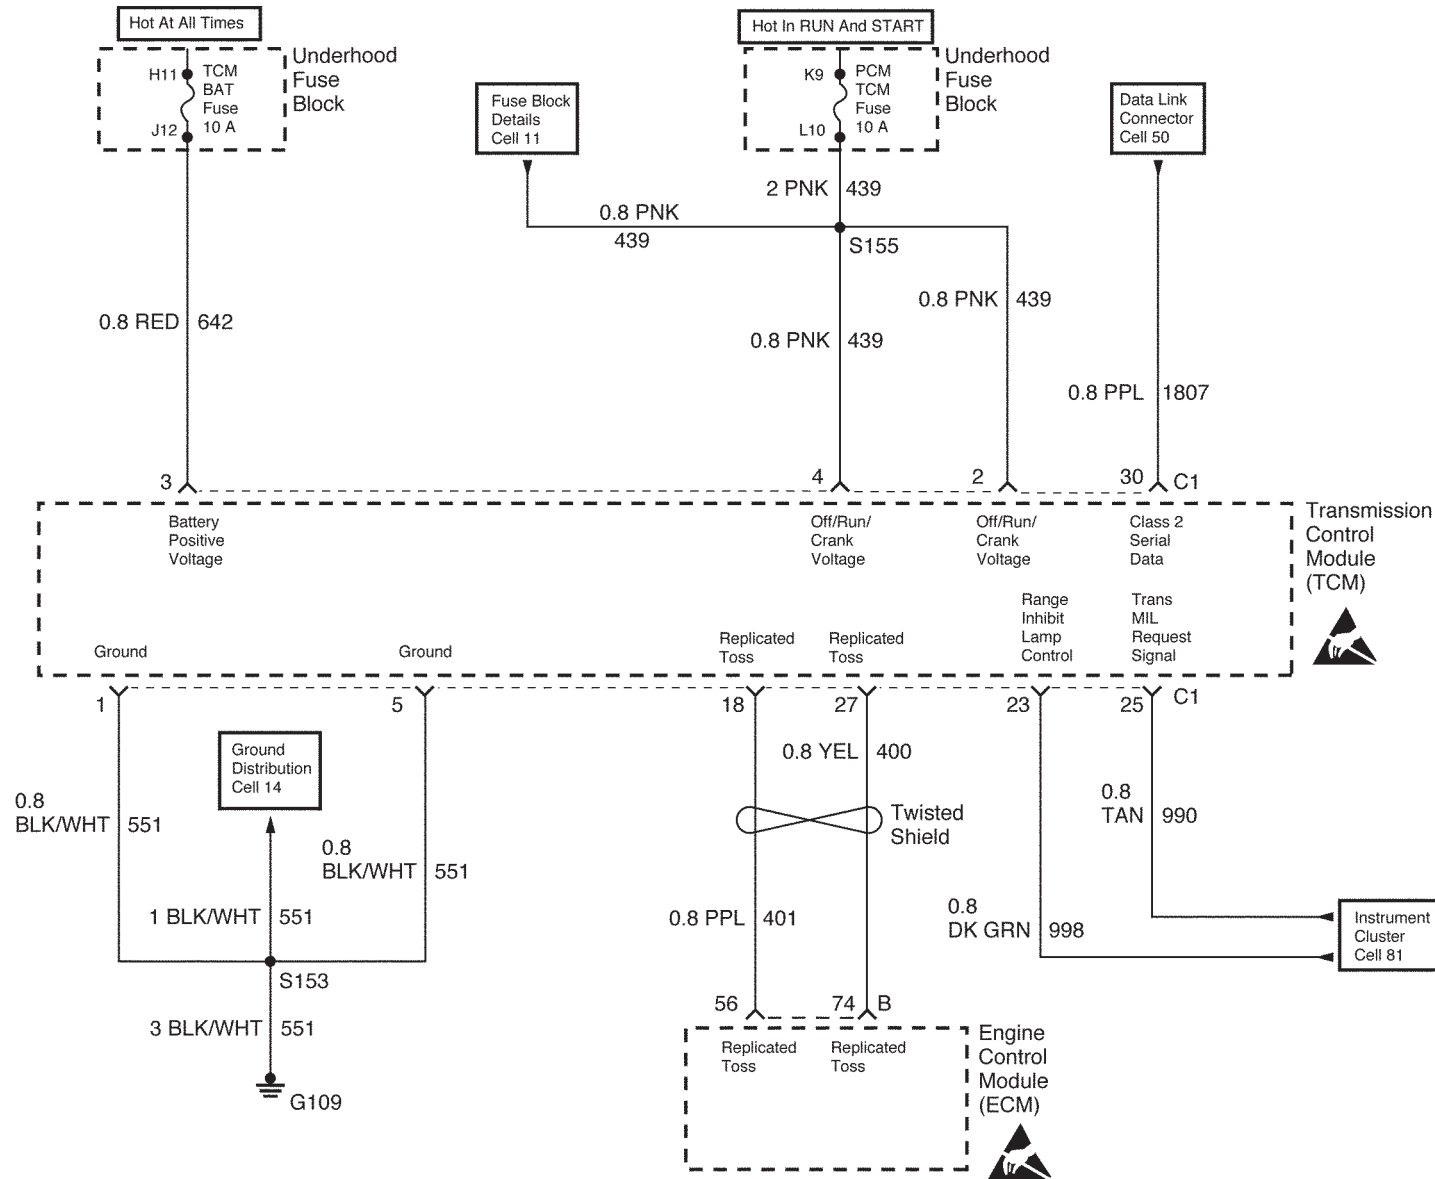 Hot At All Times
Hot In RUN And START
Underhood
Fuse
Block
H11
TCM
BAT
Fuse
10 A
J12
Fuse Block
Details
Cell 11
K9
PCM
TCM
Fuse
10 A
L10
Underhood
Fuse
Block
Data Link
Connector
Cell 50
2 PNK 439
0.8 PNK
439
S155
0.8 RED 642
0.8 PNK 439
0.8 PNK 439
0.8 PPL 1807
3
4
2
30
C1
Battery
Positive
Voltage
Off/Run/
Crank
Voltage
Off/Run/
Crank
Voltage
Class 2
Serial
Data
Transmission
Control
Module
(TCM)
Ground
Ground
Replicated
Toss
Replicated
Toss
Range
Inhibit
Lamp
Control
Trans
MIL
Request
Signal
1
5
18
27
23
25
C1
Ground
Distribution
Cell 14
0.8
BLK/WHT 551
0.8
BLK/WHT 551
1 BLK/WHT 551
S153
3 BLK/WHT 551
G109
0.8 YEL 400
Twisted
Shield
0.8 PPL 401
0.8
TAN 990
0.8
DK GRN 998
Instrument
Cluster
Cell 81
56
74
B
Replicated
Toss
Replicated
Toss
Engine
Control
Module
(ECM)